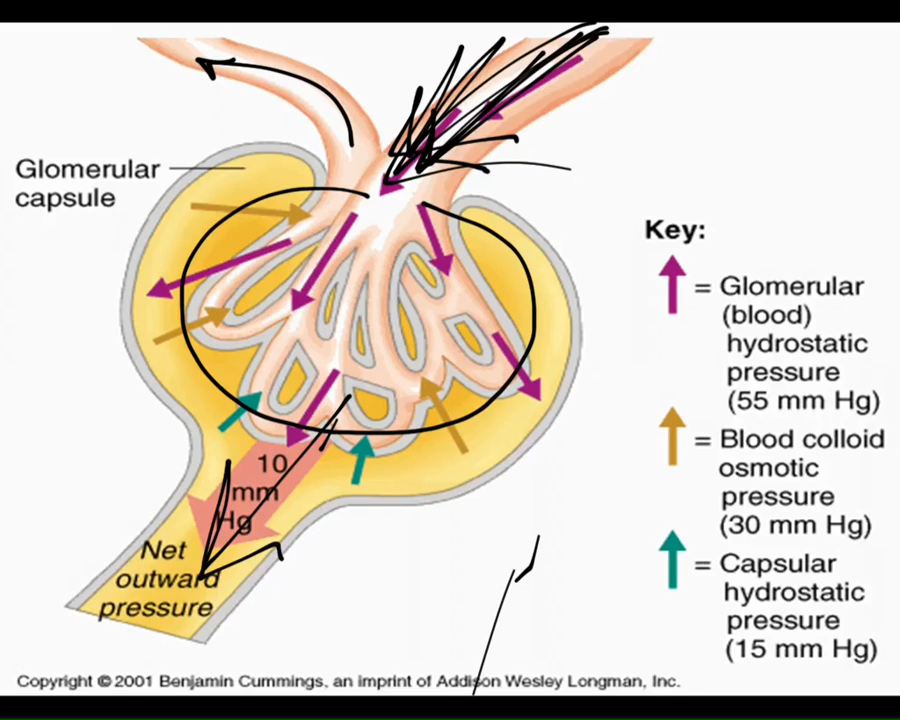 Glomerular
capsule
10
mm
Hg
Net
outward
pressure
Key:
= Glomerular
(blood)
hydrostatic
pressure
(55 mm Hg)
= Blood colloid
osmotic
pressure
(30 mm Hg)
= Capsular
hydrostatic
pressure
(15 mm Hg)
Copyright © 2001 Benjamin Cummings, an imprint of Addison Wesley Longman, Inc.